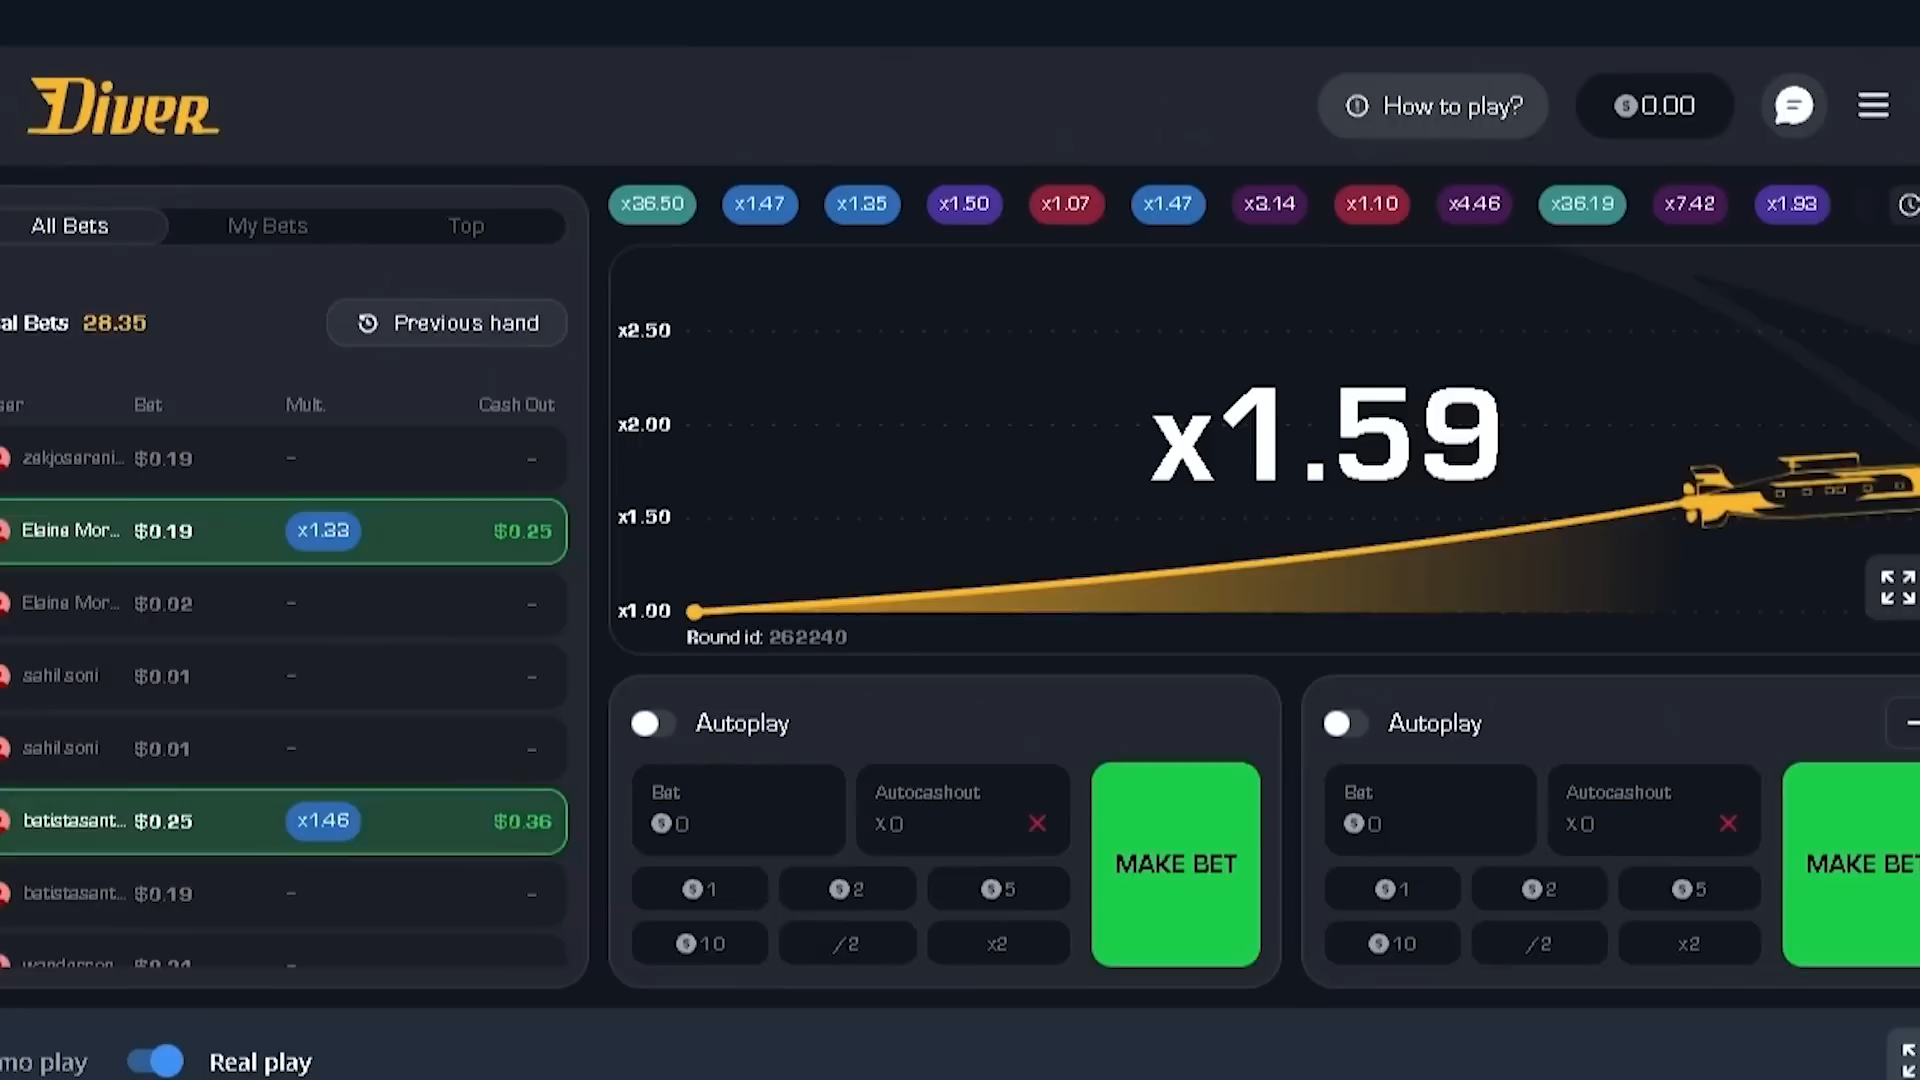 Diver
How to play?
0.00
x36.50 x1.47 x1.35 x1.50 x1.07 x1.47 x3.14 x1.10 x4.46 x36.19 x7.42 x1.93
All Bets My Bets Top
al Bets 28.35
Previous hand
ser Bet Mult. Cash Out
zakjosarani... $0.19 - -
Elaine Mor... $0.19 x1.33 $0.25
Elaine Mor... $0.02 - -
sahil.soni $0.01 - -
sahil.soni $0.01 - -
batistasant... $0.25 x1.46 $0.36
batistasant... $0.19 - -
x2.50
x2.00
x1.50
x1.00
x1.59
Round id: 262240
Autoplay
Bet
0
Autocashout
x0
1 2 5
10 /2 x2
MAKE BET
Autoplay
Bet
0
Autocashout
x0
1 2 5
10 /2 x2
MAKE BET
mo play Real play